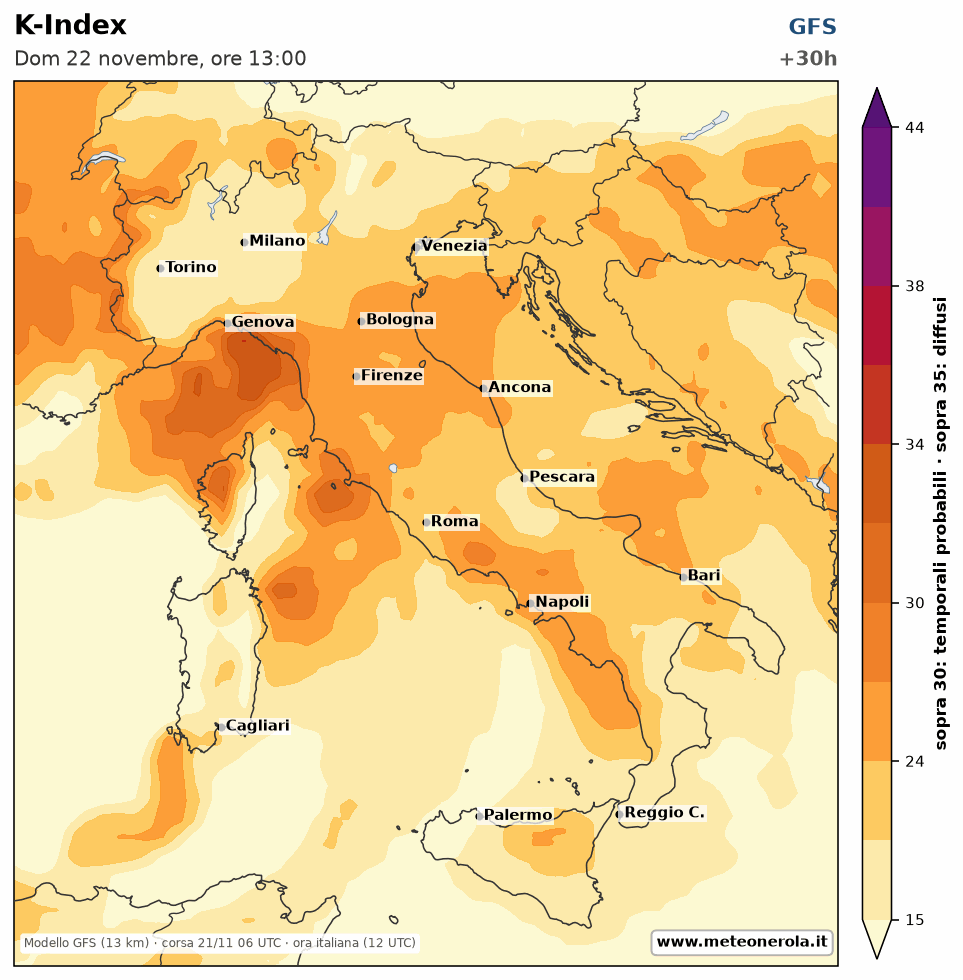 K-Index
GFS
Dom 22 novembre, ore 13:00
+30h
Milano
Venezia
Torino
Genova
Bologna
Firenze
Ancona
Pescara
Roma
Bari
Napoli
Cagliari
Palermo
Reggio C.
44
38
34
30
24
15
sopra 30: temporali probabili · sopra 35: diffusi
Modello GFS (13 km) · corsa 21/11 06 UTC · ora italiana (12 UTC)
www.meteonerola.it